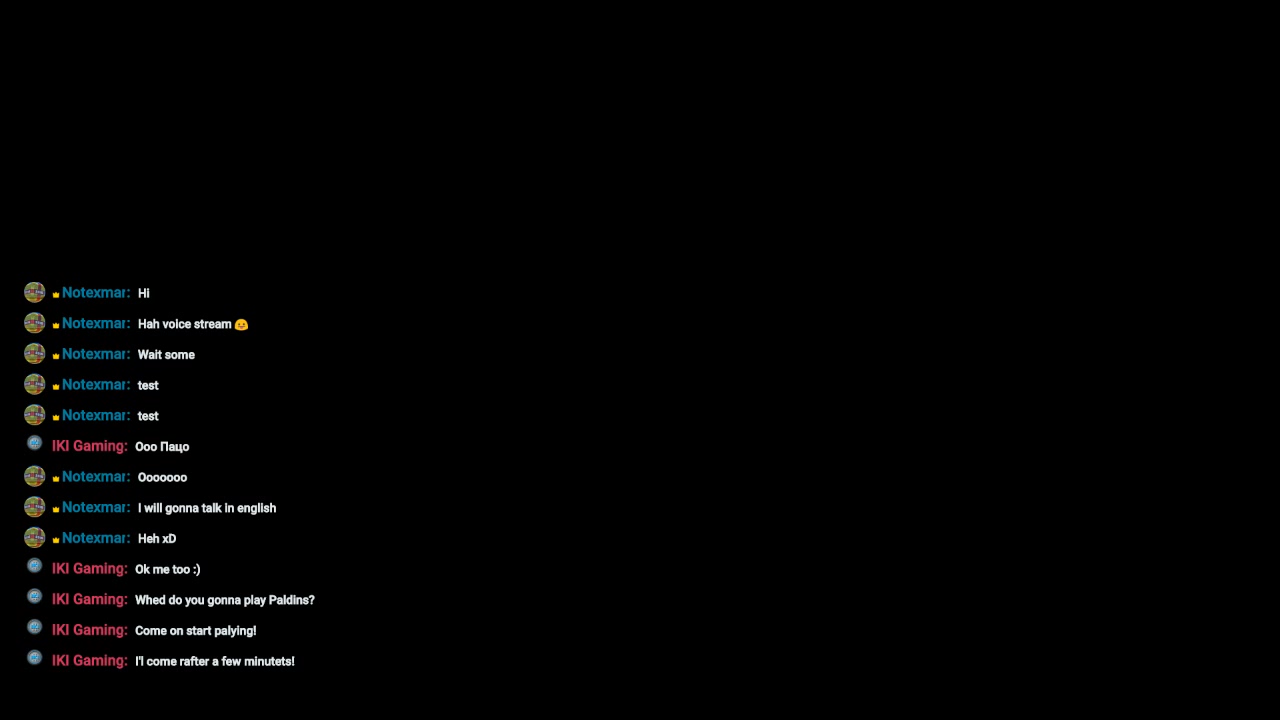 Notexmar: Hi
Notexmar: Hah voice stream
Notexmar: Wait some
Notexmar: test
Notexmar: test
IKI Gaming: Ооо Пацо
Notexmar: Ooooooo
Notexmar: I will gonna talk in english
Notexmar: Heh xD
IKI Gaming: Ok me too :)
IKI Gaming: Whed do you gonna play Paldins?
IKI Gaming: Come on start palying!
IKI Gaming: I'l come rafter a few minutets!